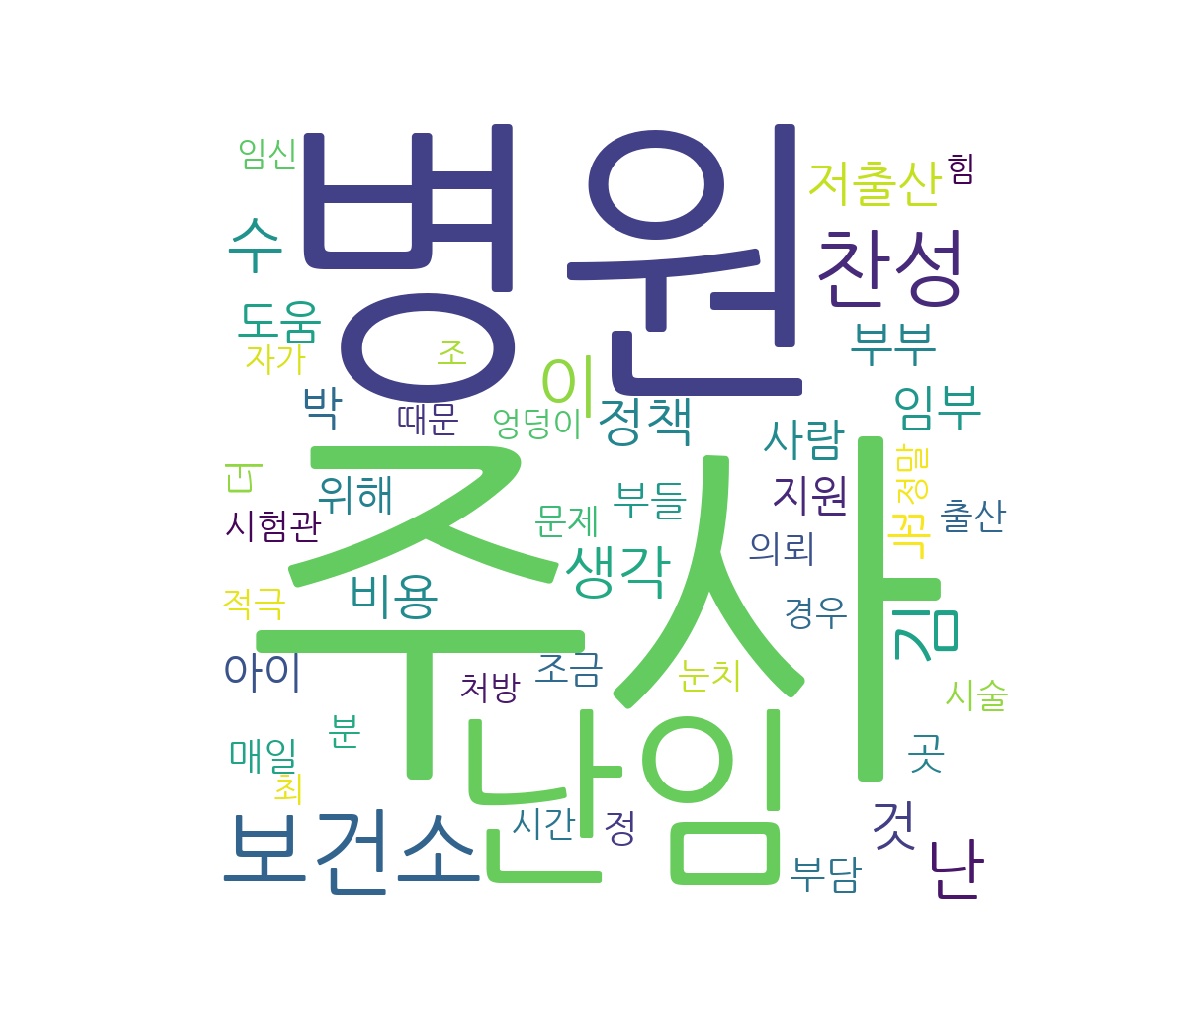 병원
임신
힘
저출산
수
찬성
도움
부부
자가
조
이
박
때문
엉덩이
정책
임부
사람
주사
더
위해
부들
지원
정말
꼭
출산
시험관
문제
의뢰
생각
적극
비용
경우
김
아이
조금
처방
눈치
시술
난임
분
매일
곳
최
보건소
시간
정
것
부담
난